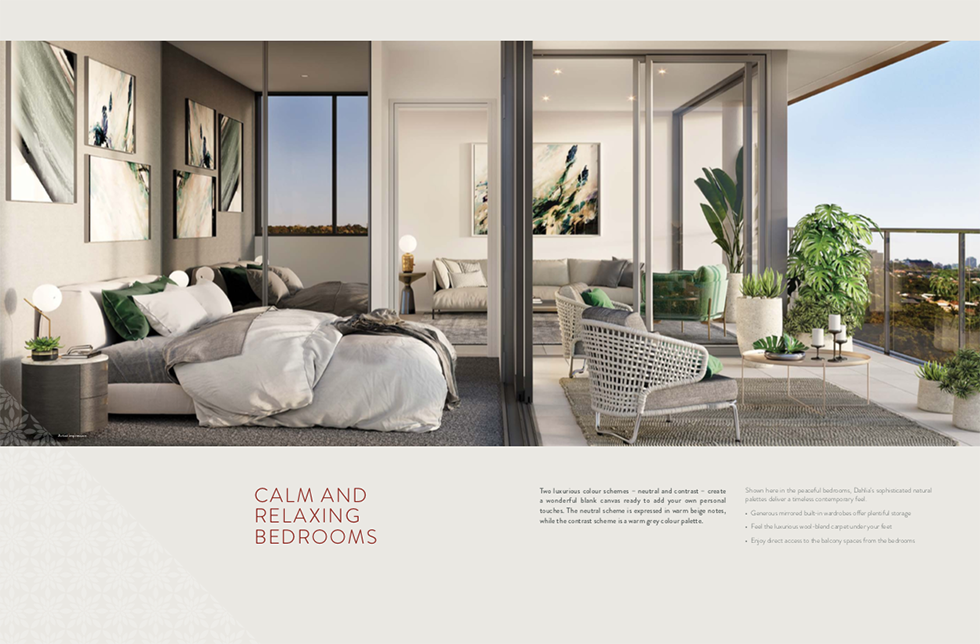 Artist impression
CALM AND
RELAXING
BEDROOMS
Two luxurious colour schemes – neutral and contrast – create
a wonderful blank canvas ready to add your own personal
touches. The neutral scheme is expressed in warm beige notes,
while the contrast scheme is a warm grey colour palette.
Shown here in the peaceful bedrooms, Dahlia's sophisticated natural
palettes deliver a timeless contemporary feel
• Generous mirrored built-in wardrobes offer plentiful storage
• Feel the luxurious wool-blend carpet under your feet
• Enjoy direct access to the balcony spaces from the bedrooms